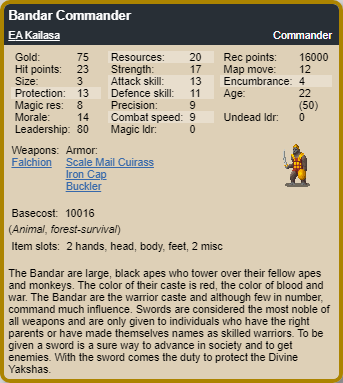 Bandar Commander
EA Kailasa Commander
Gold: 75 Resources: 20 Rec points: 16000
Hit points: 23 Strength: 17 Map move: 12
Size: 3 Attack skill: 13 Encumbrance: 4
Protection: 13 Defence skill: 11 Age: 22
Magic res: 8 Precision: 9 (50)
Morale: 14 Combat speed: 9 Undead ldr: 0
Leadership: 80 Magic ldr: 0
Weapons: Armor:
Falchion Scale Mail Cuirass
Iron Cap
Buckler
Basecost: 10016
(Animal, forest-survival)
Item slots: 2 hands, head, body, feet, 2 misc
The Bandar are large, black apes who tower over their fellow apes
and monkeys. The color of their caste is red, the color of blood and
war. The Bandar are the warrior caste and although few in number,
command much influence. Swords are considered the most noble of
all weapons and are only given to individuals who have the right
parents or have made themselves names as skilled warriors. To be
given a sword is a sure way to advance in society and to get
enemies. With the sword comes the duty to protect the Divine
Yakshas.